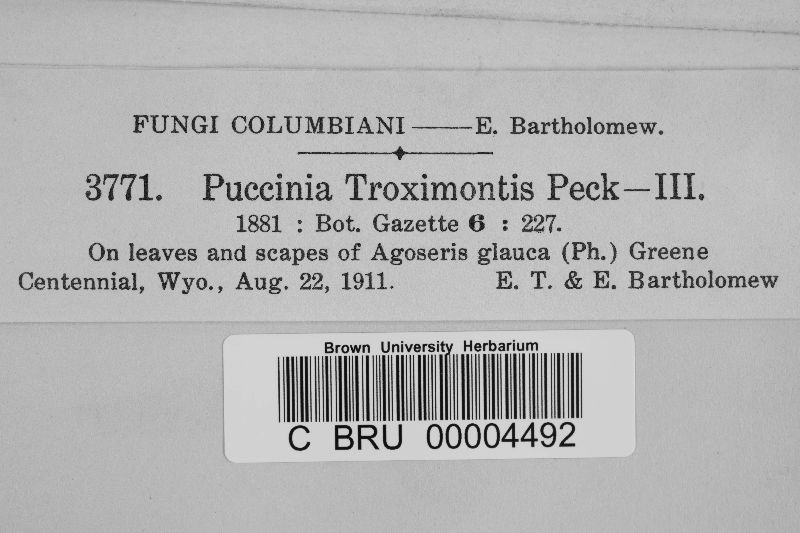 FUNGI COLUMBIANI —— E. Bartholomew.
3771. Puccinia Troximontis Peck—III.
1881 : Bot. Gazette 6 : 227.
On leaves and scapes of Agoseris glauca (Ph.) Greene
Centennial, Wyo., Aug. 22, 1911. E. T. & E. Bartholomew
Brown University Herbarium
C BRU 00004492